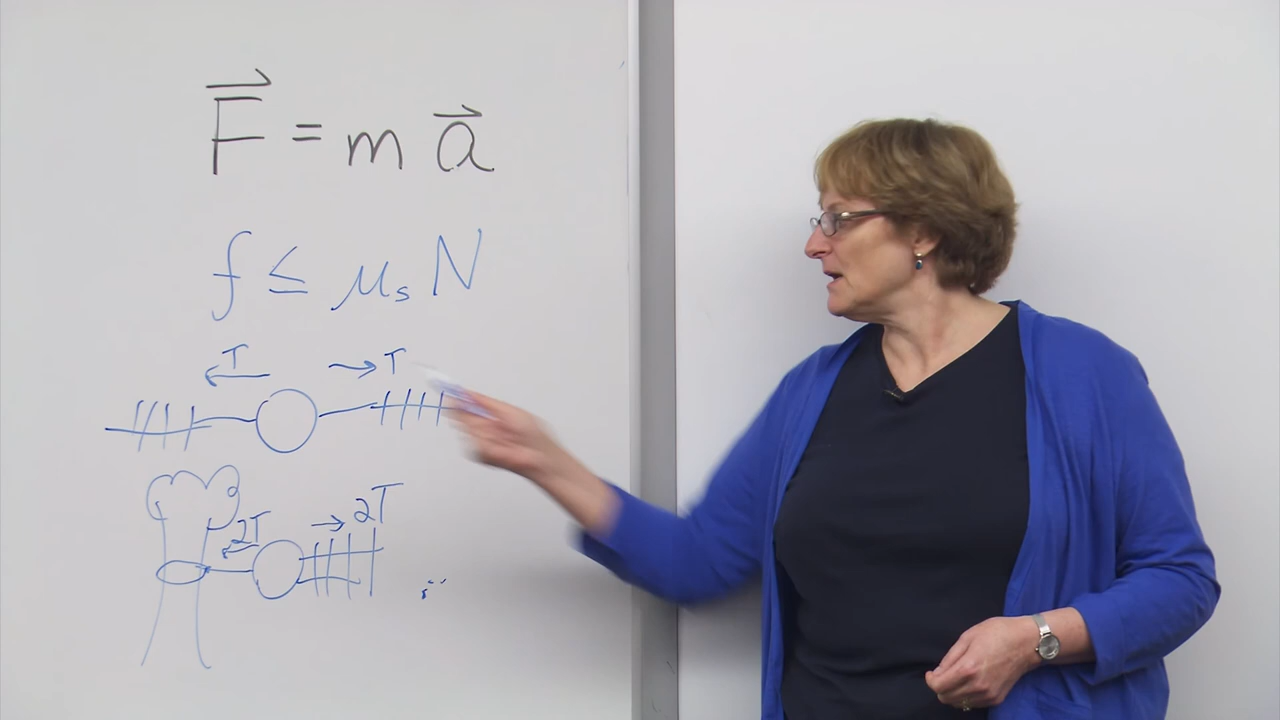 F⃗ = m a⃗
f ≤ μₛ N
T → T
2T → 2T